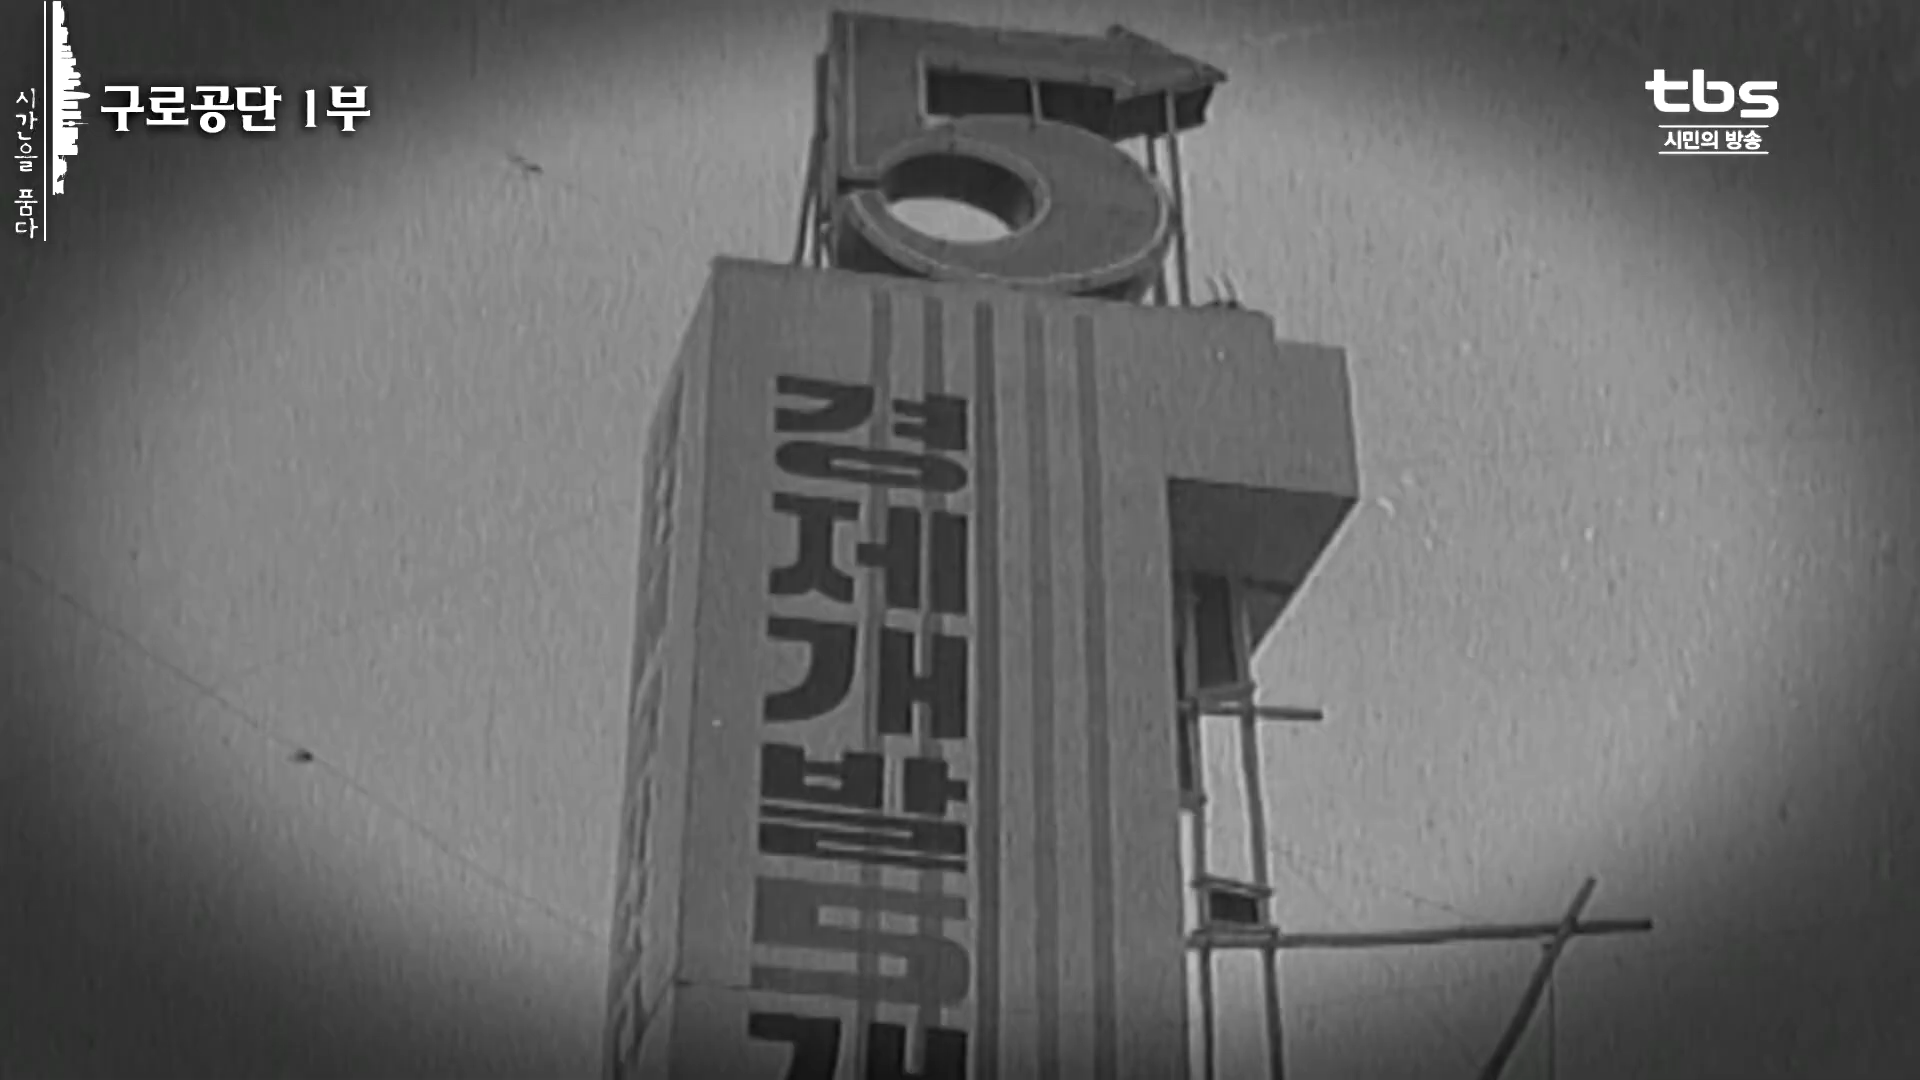 시간을 품다
구로공단 1부
tbs
시민의 방송
5
경제개발